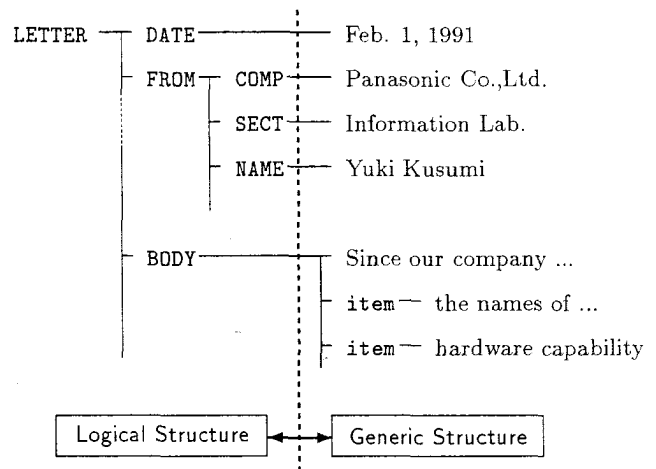 LETTER DATE Feb. 1, 1991
FROM COMP Panasonic Co.,Ltd.
SECT Information Lab.
NAME Yuki Kusumi
BODY Since our company ...
item the names of ...
item hardware capability
Logical Structure Generic Structure